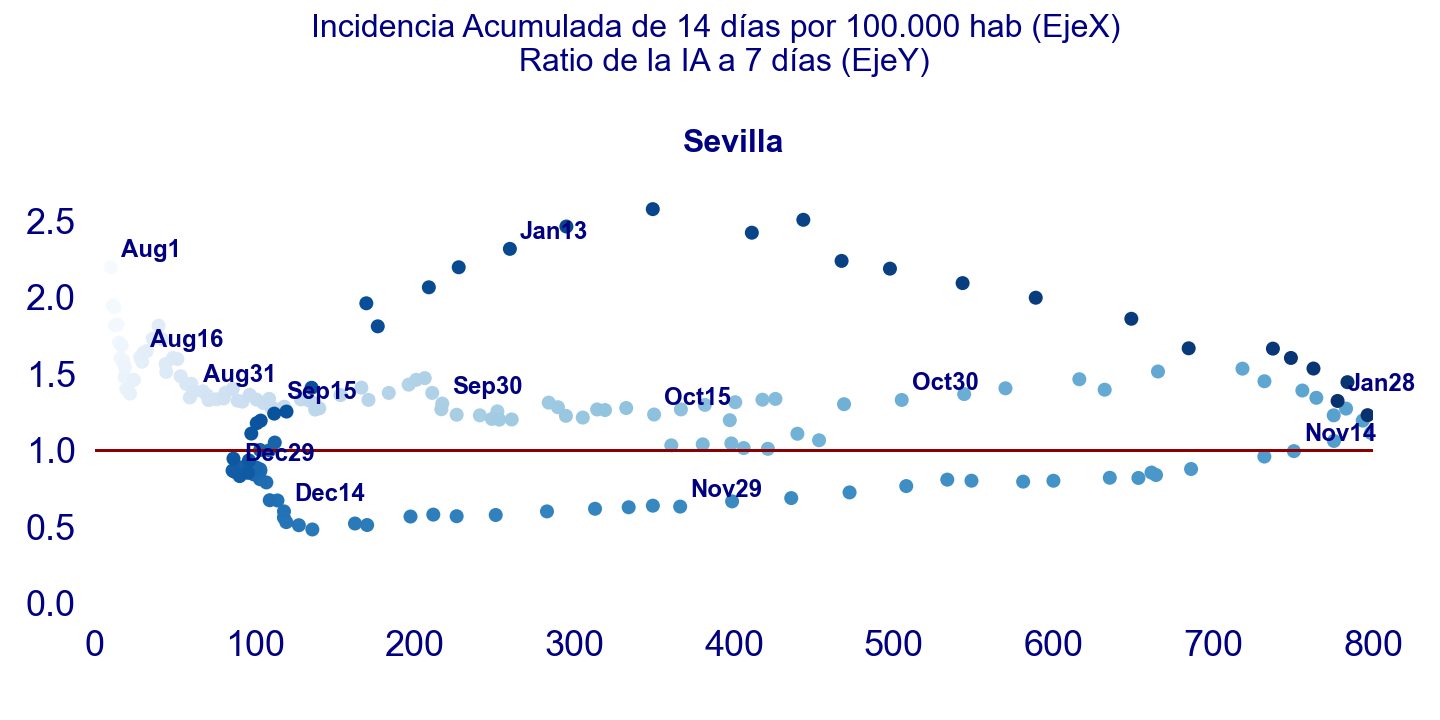 Incidencia Acumulada de 14 días por 100.000 hab (EjeX)
Ratio de la IA a 7 días (EjeY)
Sevilla
2.5
2.0
1.5
1.0
0.5
0.0
Aug1
Jan13
Aug16
Aug31
Sep15
Sep30
Oct15
Oct30
Jan28
Nov14
Dec29
Dec14
Nov29
0 100 200 300 400 500 600 700 800